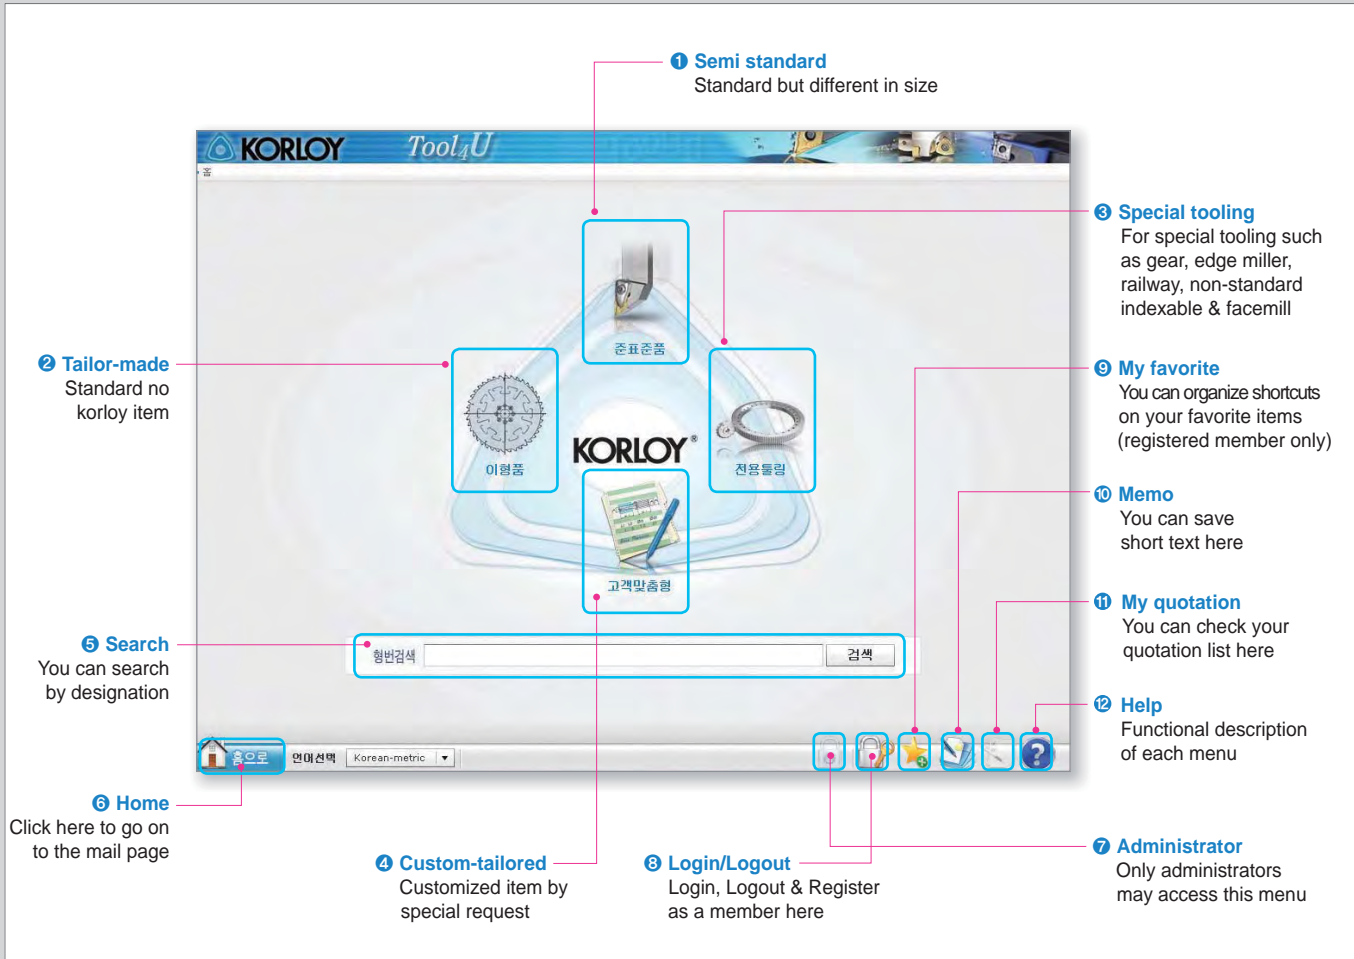 ❶ Semi standard
Standard but different in size
KORLOY Tool4U
홈
❸ Special tooling
For special tooling such
as gear, edge miller,
railway, non-standard
indexable & facemill
준표준품
❷ Tailor-made
Standard no
korloy item
❾ My favorite
You can organize shortcuts
on your favorite items
(registered member only)
KORLOY®
이형품
전용툴링
❿ Memo
You can save
short text here
고객맞춤형
⓫ My quotation
You can check your
quotation list here
❺ Search
You can search
by designation
형번검색
검색
⓬ Help
Functional description
of each menu
홈으로
언어선택
Korean-metric
?
❻ Home
Click here to go on
to the mail page
❹ Custom-tailored
Customized item by
special request
❽ Login/Logout
Login, Logout & Register
as a member here
❼ Administrator
Only administrators
may access this menu